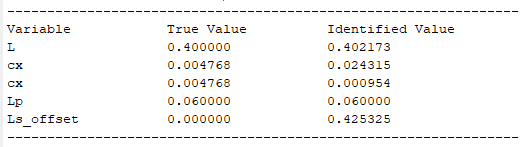 Variable True Value Identified Value
L 0.400000 0.402173
cx 0.004768 0.024315
cx 0.004768 0.000954
Lp 0.060000 0.060000
Ls_offset 0.000000 0.425325